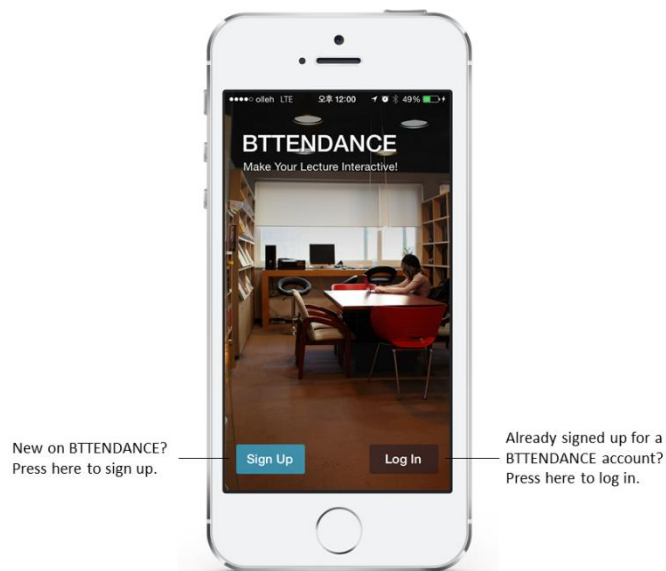 olleh LTE 오후 12:00 49%
BTTENDANCE
Make Your Lecture Interactive!
New on BTTENDANCE?
Press here to sign up.
Sign Up
Log In
Already signed up for a
BTTENDANCE account?
Press here to log in.